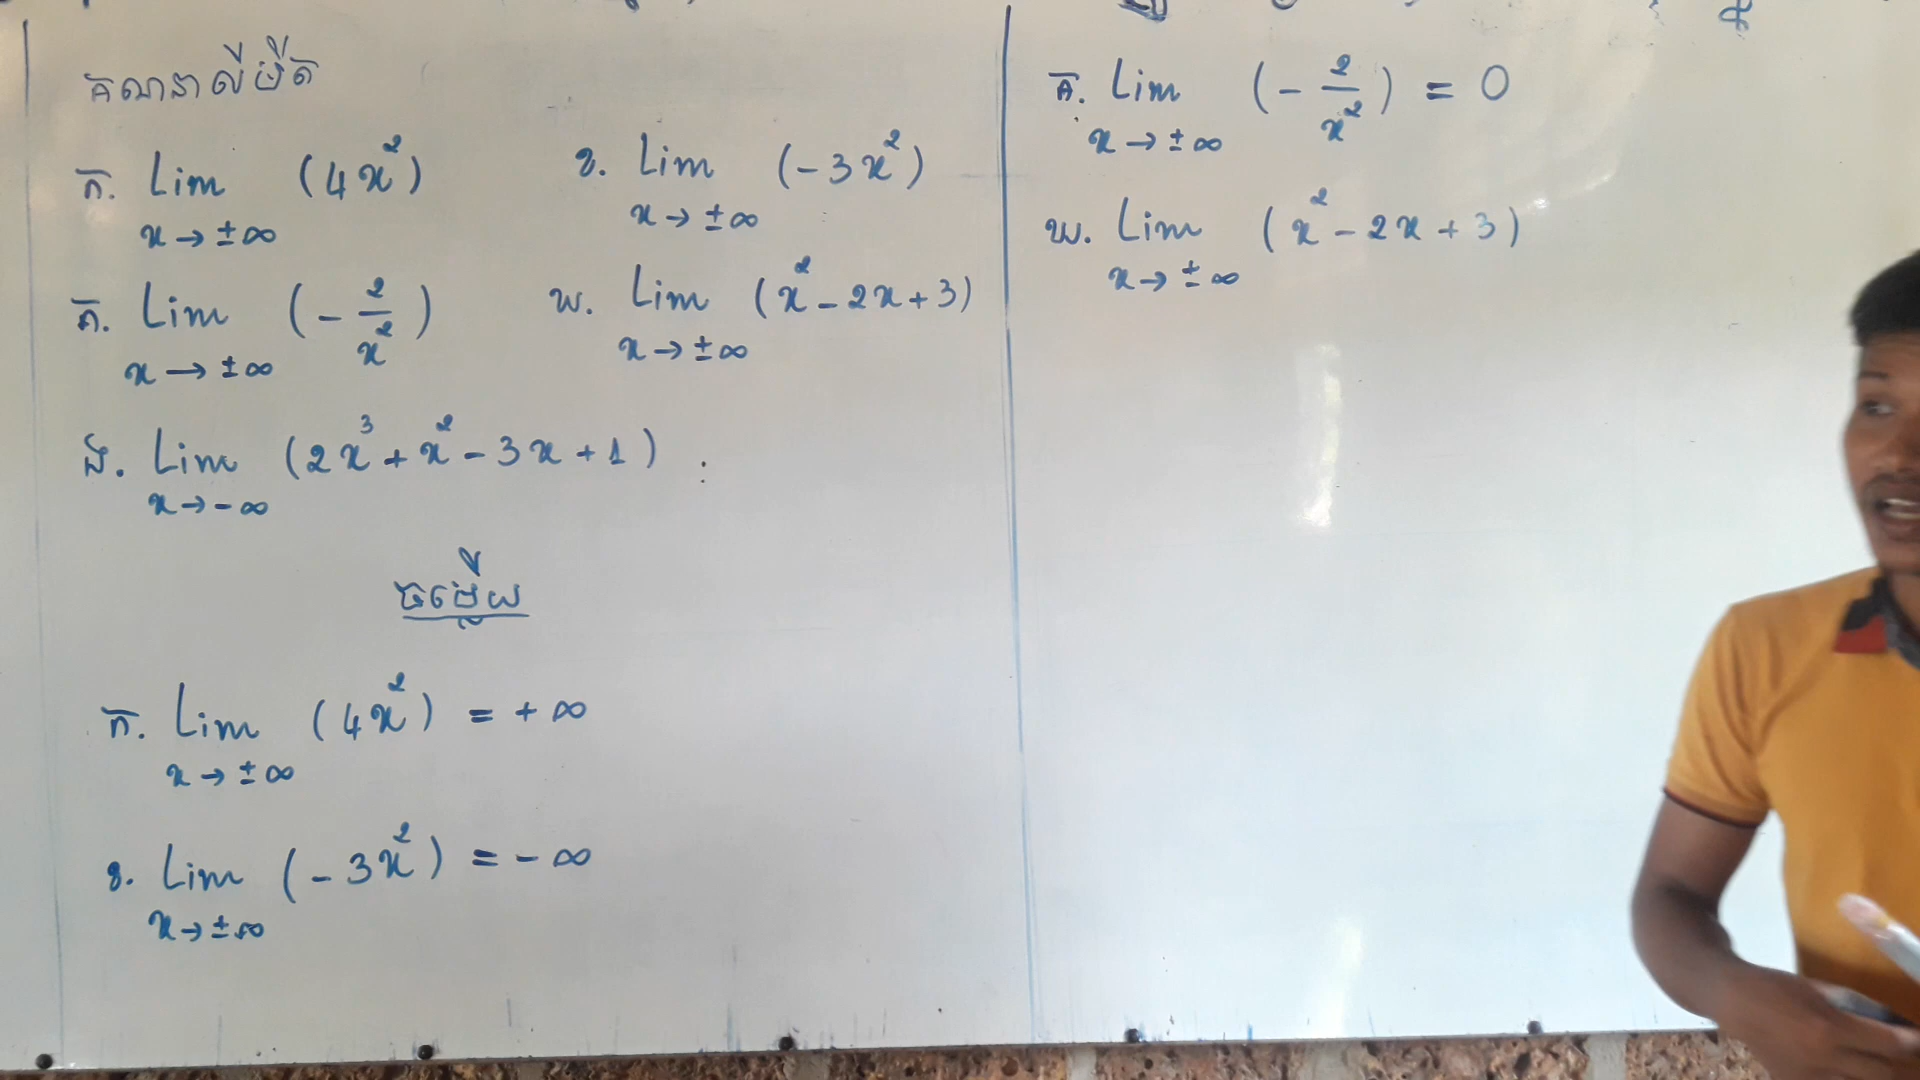 គណនាលីមីត
ក. Lim (4x²)
x→±∞
ខ. Lim (-3x²)
x→±∞
គ. Lim (-2/x²)
x→±∞
ឃ. Lim (x²-2x+3)
x→±∞
ង. Lim (2x³+x²-3x+1) .
x→-∞
ចម្លើយ
ក. Lim (4x²) = +∞
x→±∞
ខ. Lim (-3x²) = -∞
x→±∞
គ. Lim (-2/x²) = 0
x→±∞
ឃ. Lim (x²-2x+3)
x→±∞